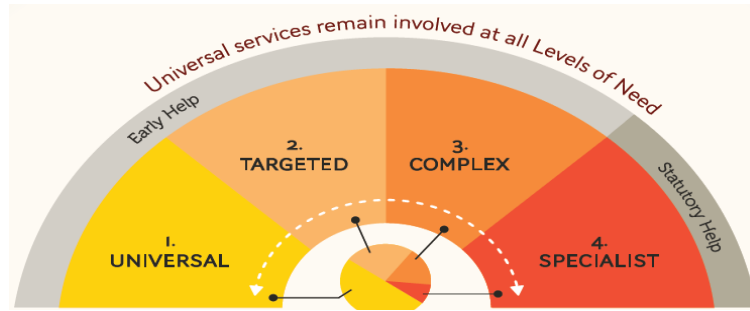 Universal services remain involved at all Levels of Need
Early Help
2.
TARGETED
3.
COMPLEX
1.
UNIVERSAL
4.
SPECIALIST
Statutory Help